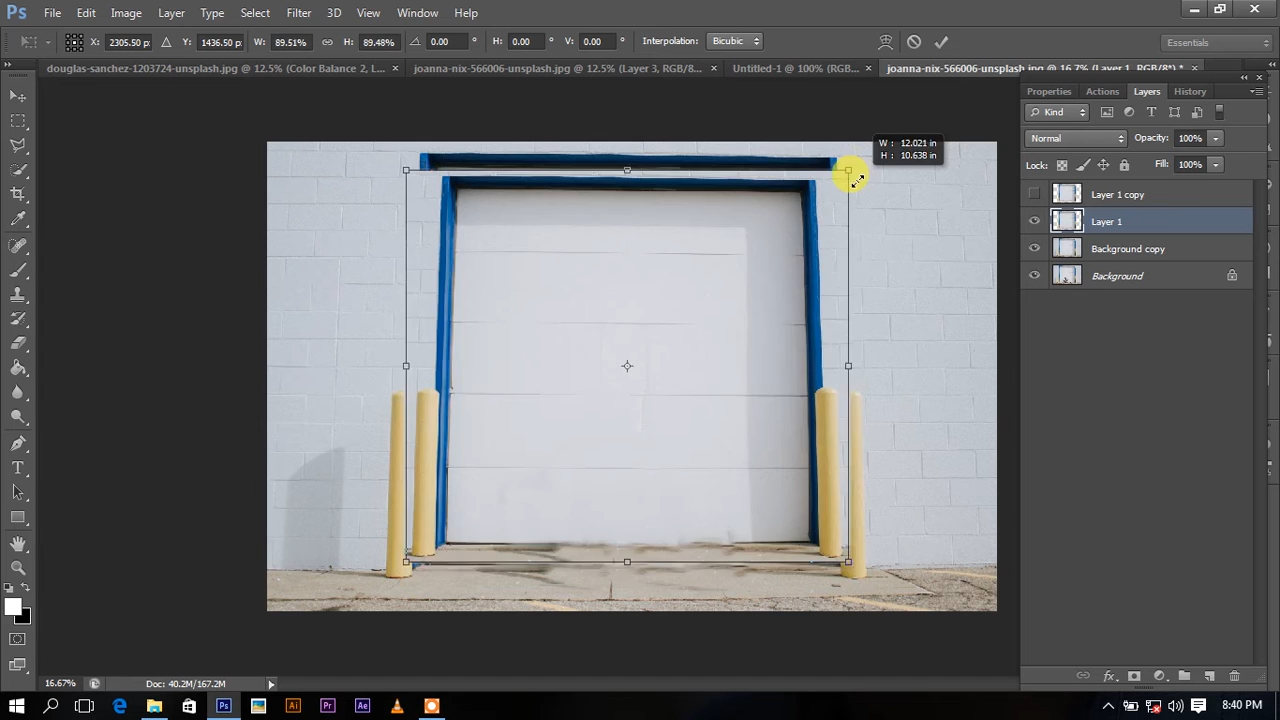 Ps File Edit Image Layer Type Select Filter 3D View Window Help
X: 2305.50 p: Y: 1436.50 p: W: 89.51% H: 89.48% 0.00 ° H: 0.00 ° V: 0.00 ° Interpolation: Bicubic Essentials
douglas-sanchez-1203724-unsplash.jpg @ 12.5% (Color Balance 2, L... × joanna-nix-566006-unsplash.jpg @ 12.5% (Layer 3, RGB/8... × Untitled-1 @ 100% (RGB... × joanna-nix-566006-unsplash.jpg @ 16.7% (Layer 1, RGB/8*) * ×
Properties Actions Layers History
Kind
Normal Opacity: 100%
Lock: Fill: 100%
W : 12.021 in
H : 10.638 in
Layer 1 copy
Layer 1
Background copy
Background
16.67% Doc: 40.2M/167.2M
8:40 PM